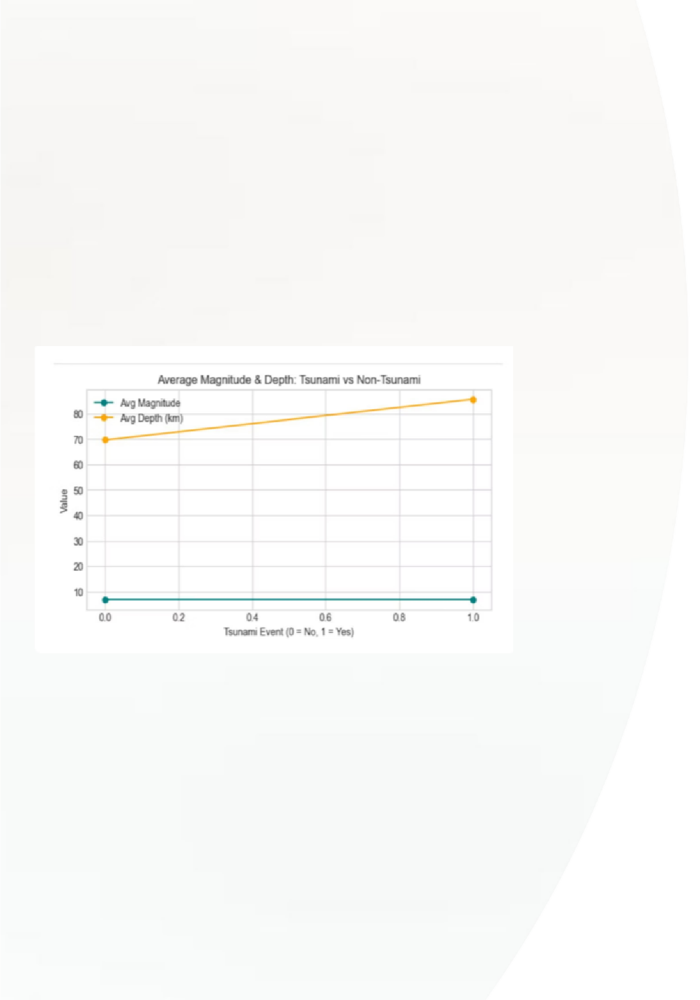 Average Magnitude & Depth: Tsunami vs Non-Tsunami
Avg Magnitude
Avg Depth (km)
80
70
60
50
40
30
20
10
Value
0.0 0.2 0.4 0.6 0.8 1.0
Tsunami Event (0 = No, 1 = Yes)